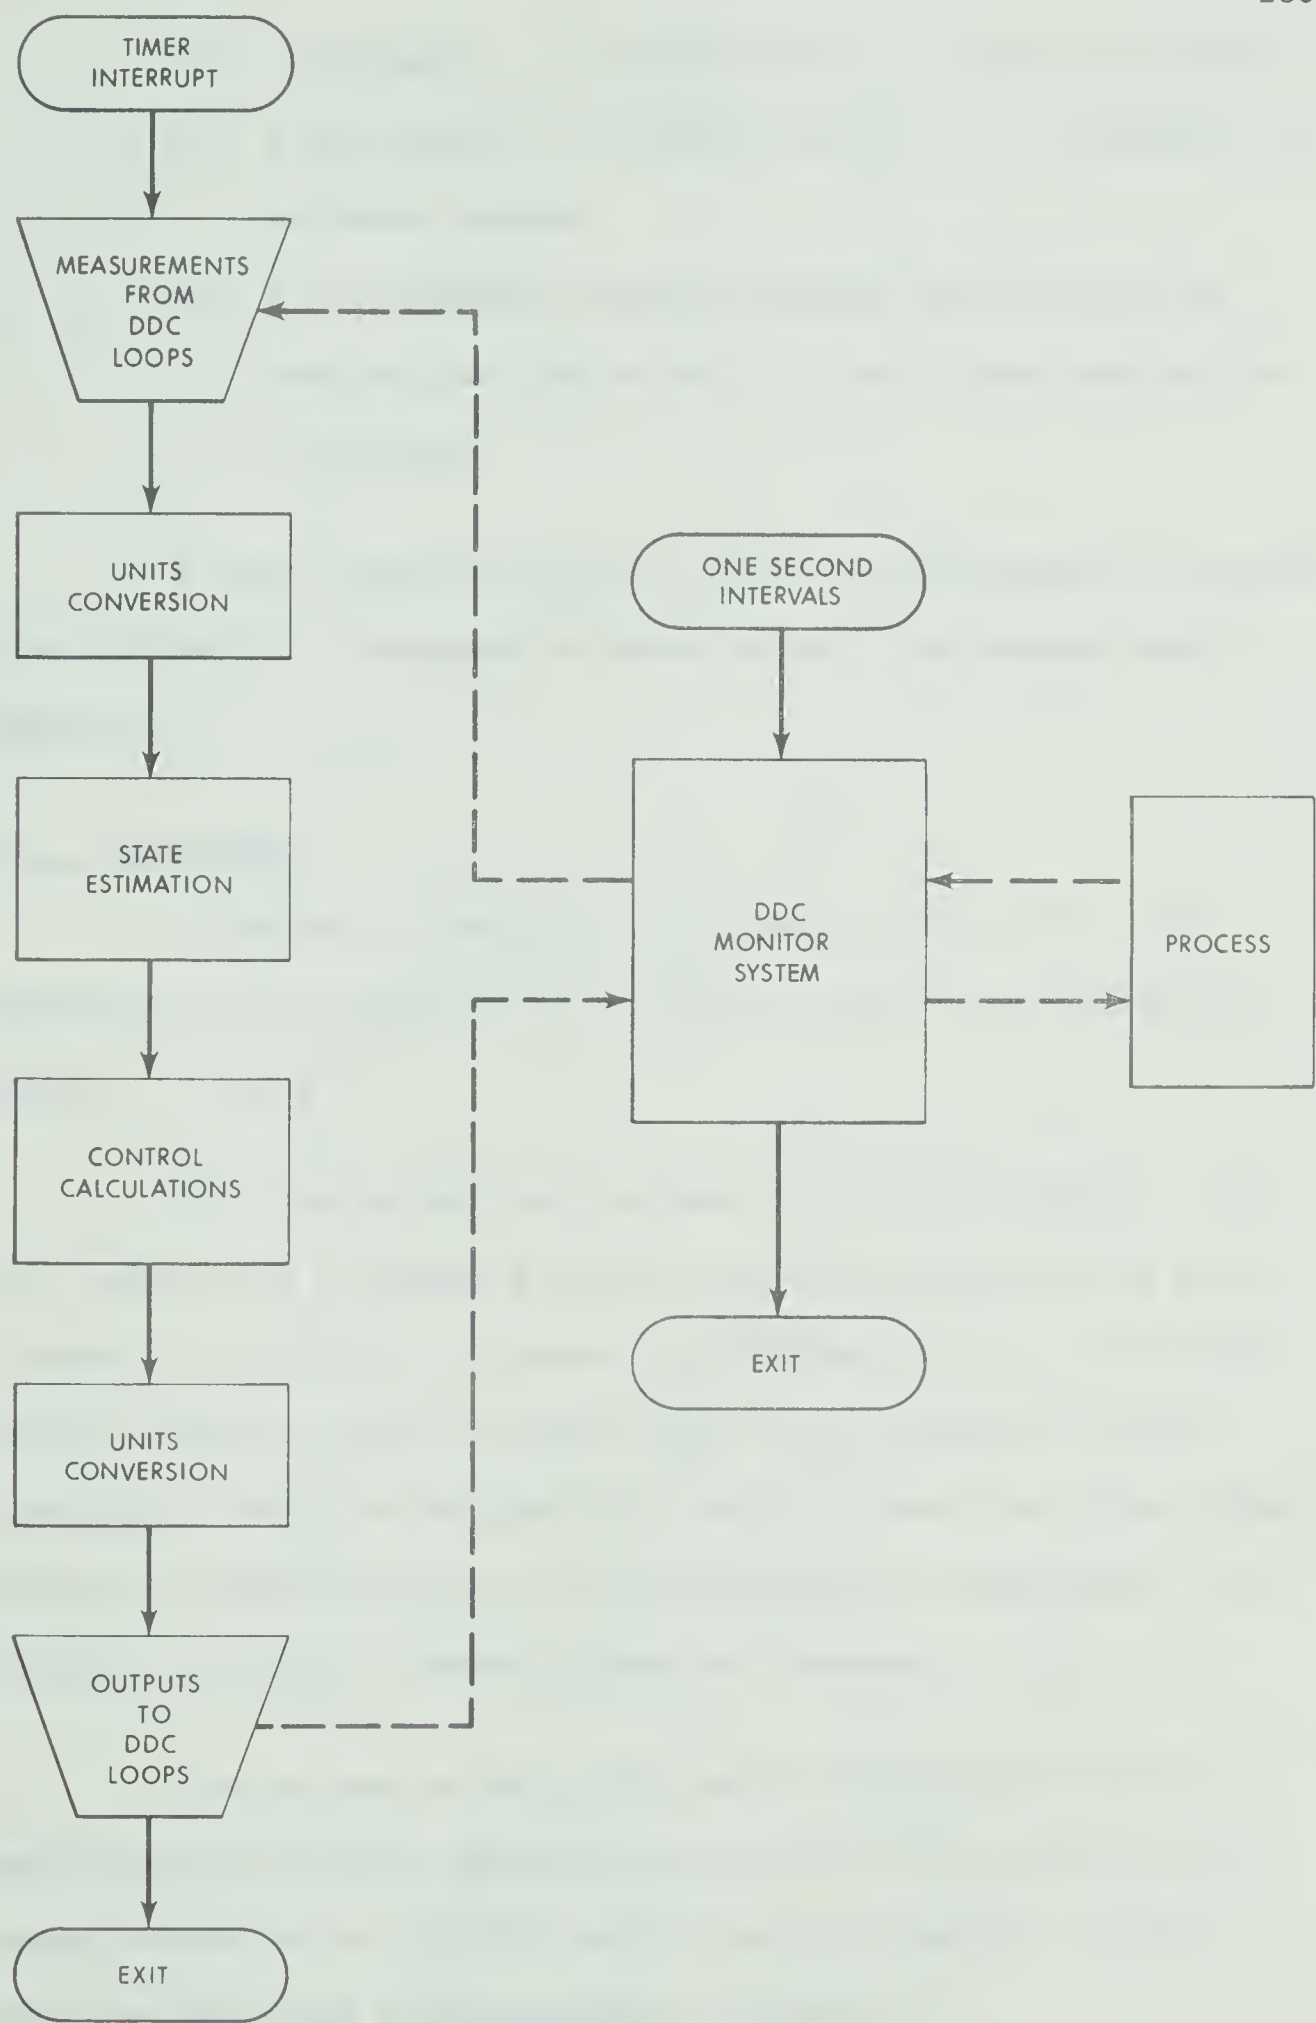 TIMER
INTERRUPT
MEASUREMENTS
FROM
DDC
LOOPS
UNITS
CONVERSION
STATE
ESTIMATION
CONTROL
CALCULATIONS
UNITS
CONVERSION
OUTPUTS
TO
DDC
LOOPS
EXIT
ONE SECOND
INTERVALS
DDC
MONITOR
SYSTEM
EXIT
PROCESS